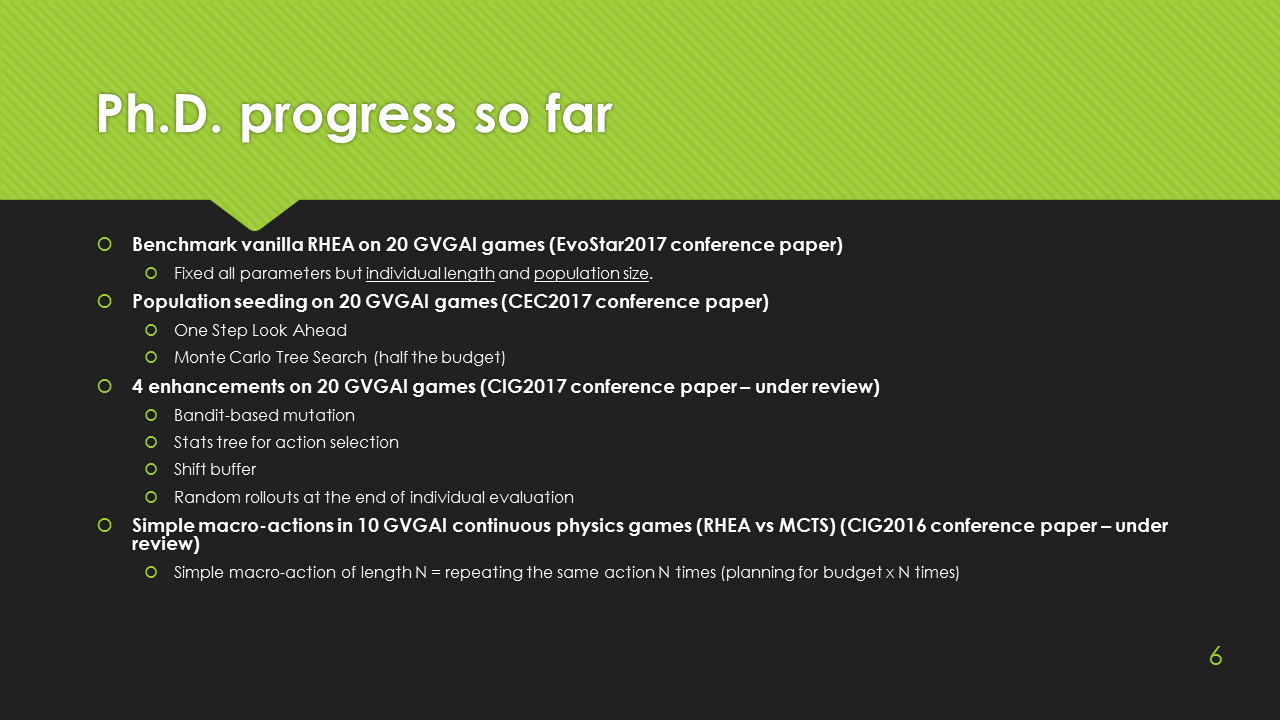 Ph.D. progress so far
Benchmark vanilla RHEA on 20 GVGAI games (EvoStar2017 conference paper)
Fixed all parameters but individual length and population size.
Population seeding on 20 GVGAI games (CEC2017 conference paper)
One Step Look Ahead
Monte Carlo Tree Search (half the budget)
4 enhancements on 20 GVGAI games (CIG2017 conference paper – under review)
Bandit-based mutation
Stats tree for action selection
Shift buffer
Random rollouts at the end of individual evaluation
Simple macro-actions in 10 GVGAI continuous physics games (RHEA vs MCTS) (CIG2016 conference paper – under
review)
Simple macro-action of length N = repeating the same action N times (planning for budget x N times)
6